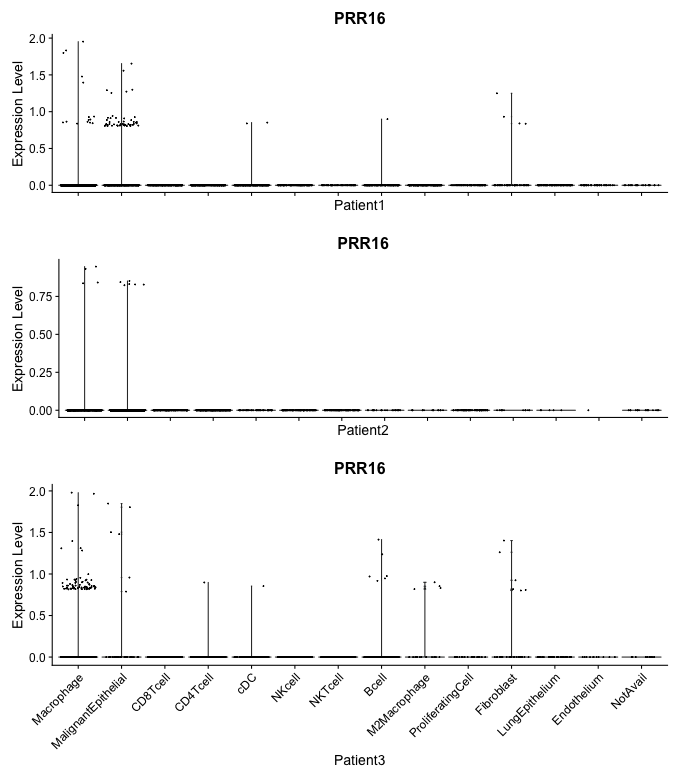 PRR16
Expression Level
2.0
1.5
1.0
0.5
0.0
Patient1
PRR16
Expression Level
0.75
0.50
0.25
0.00
Patient2
PRR16
Expression Level
2.0
1.5
1.0
0.5
0.0
Macrophage
MalignantEpithelial
CD8Tcell
CD4Tcell
cDC
NKcell
NKTcell
Bcell
M2Macrophage
ProliferatingCell
Fibroblast
LungEpithelium
Endothelium
NotAvail
Patient3